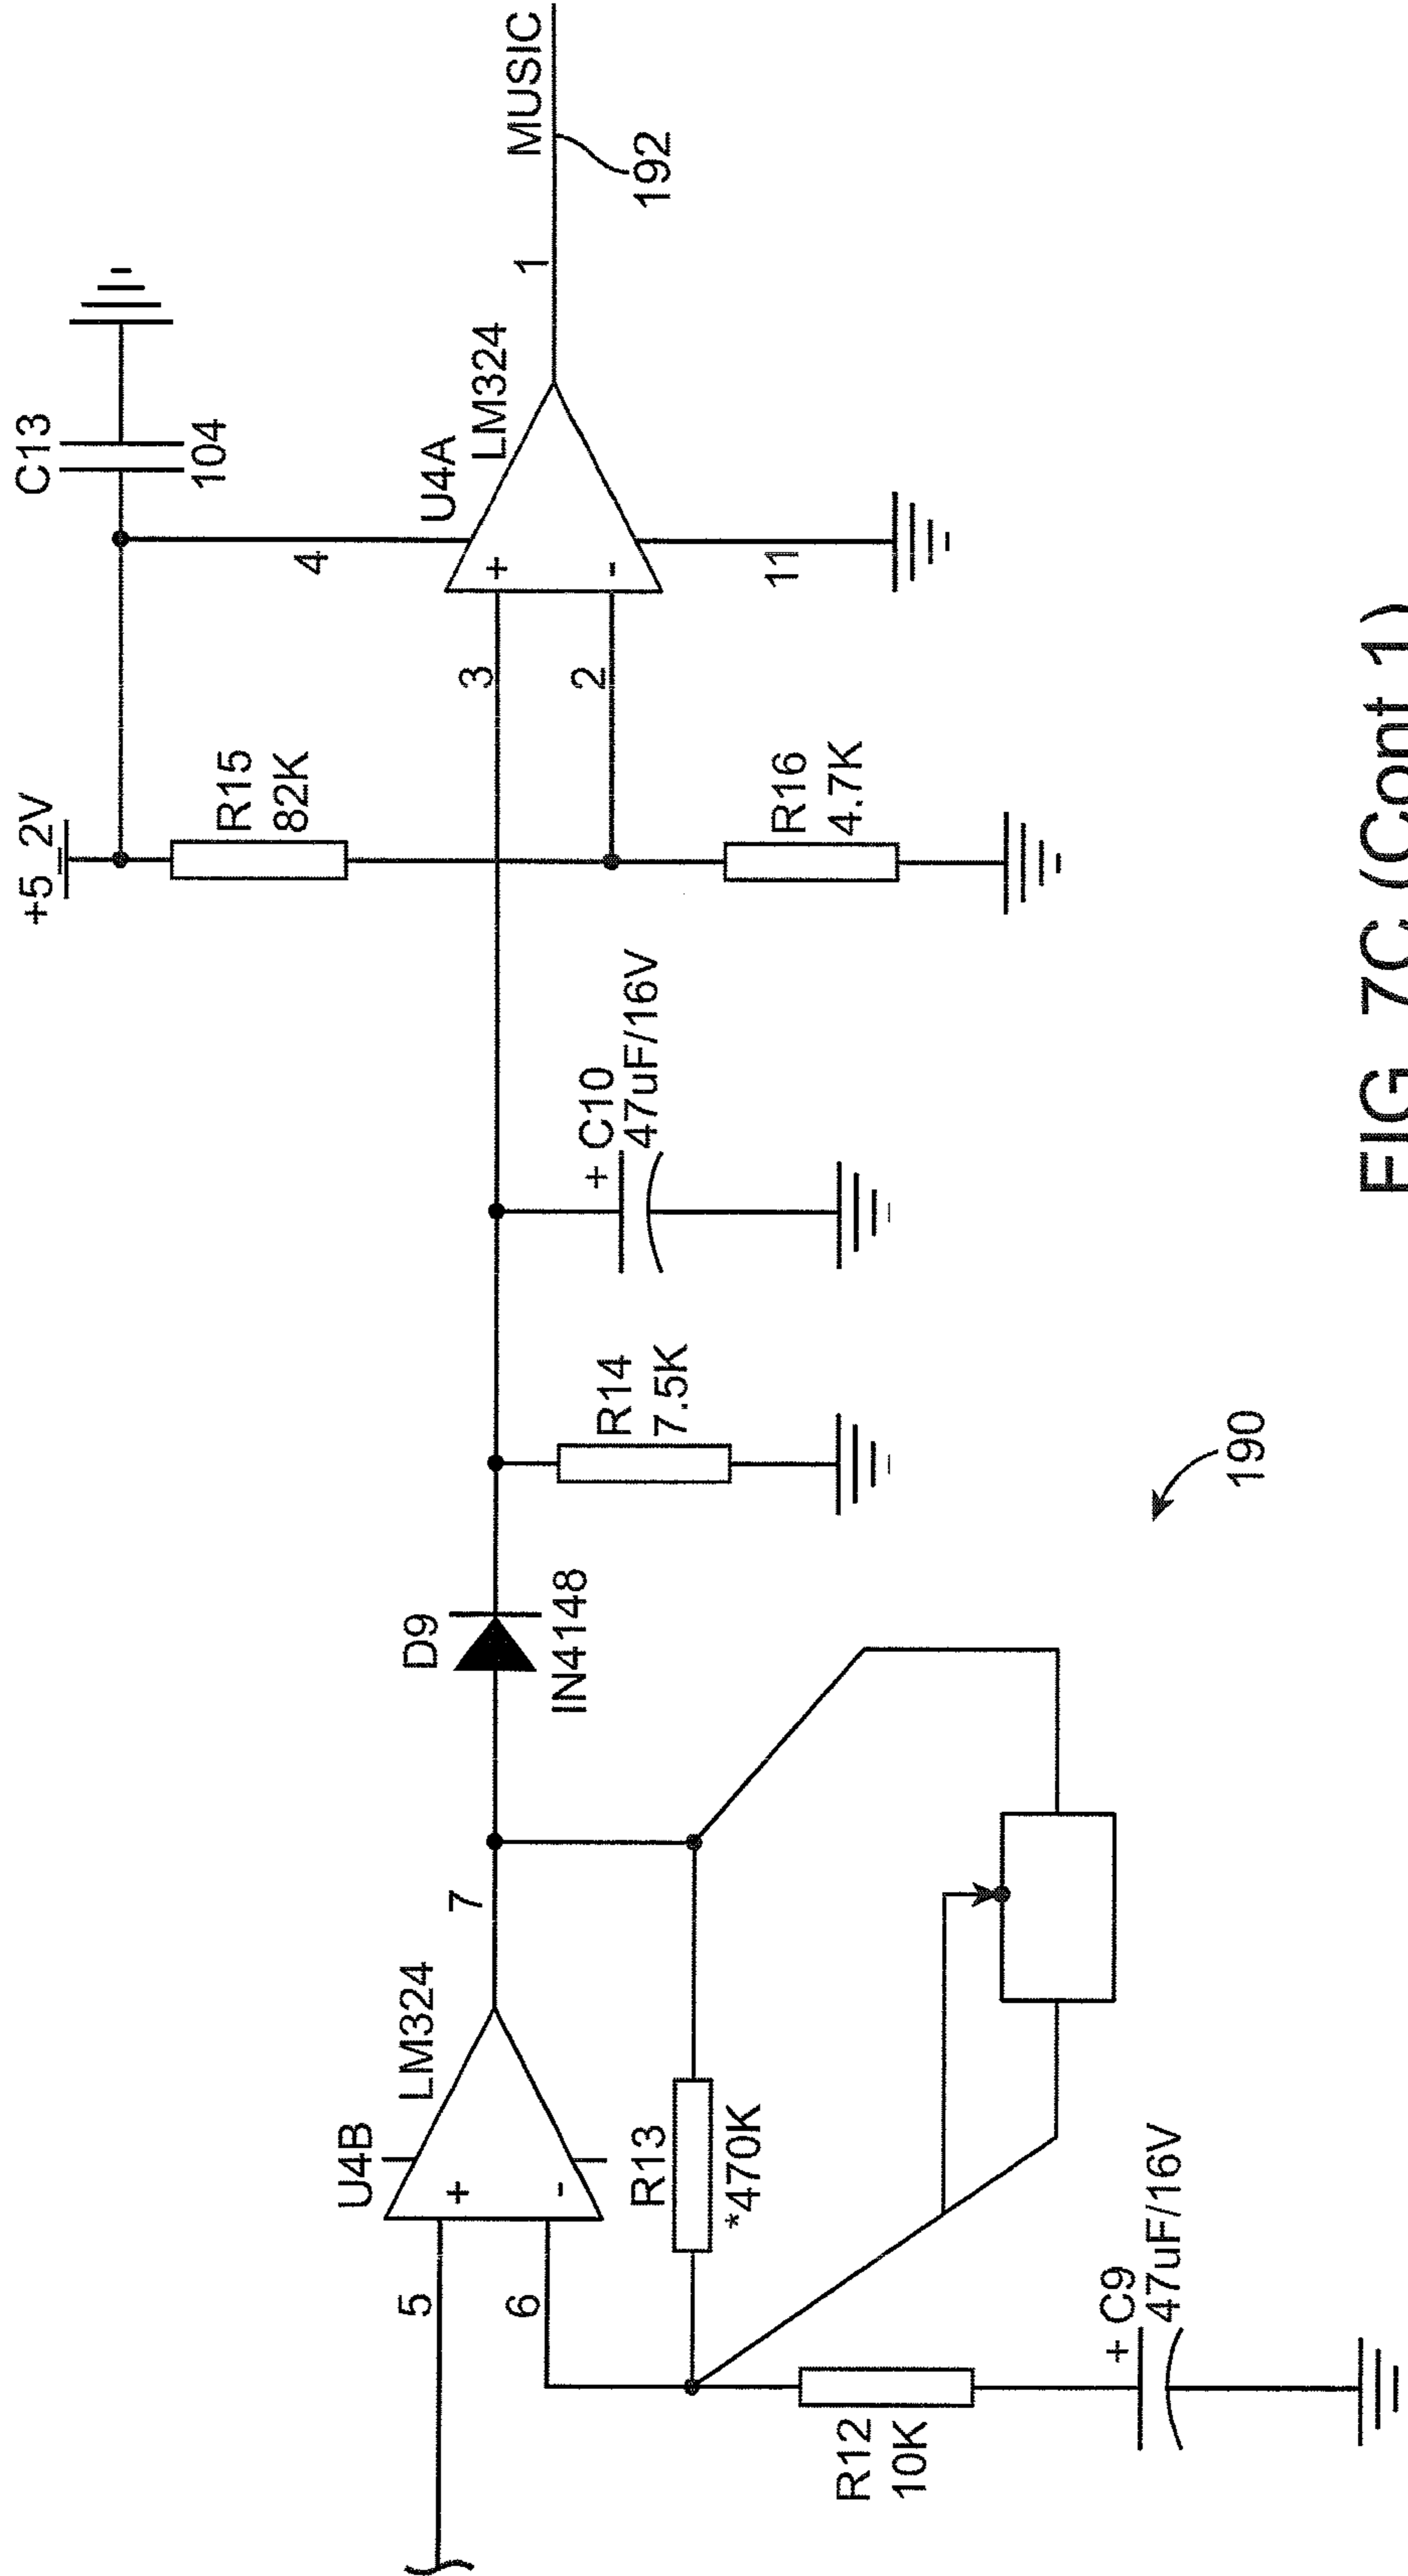 +5_2V
C13
104
R15
82K
4
U4A
LM324
3
2
1
MUSIC
192
11
R16
4.7K
+ C10
47uF/16V
R14
7.5K
D9
IN4148
7
U4B
LM324
+
-
+
-
5
6
R13
*470K
R12
10K
+ C9
47uF/16V
190
FIG. 7C (Cont. 1)